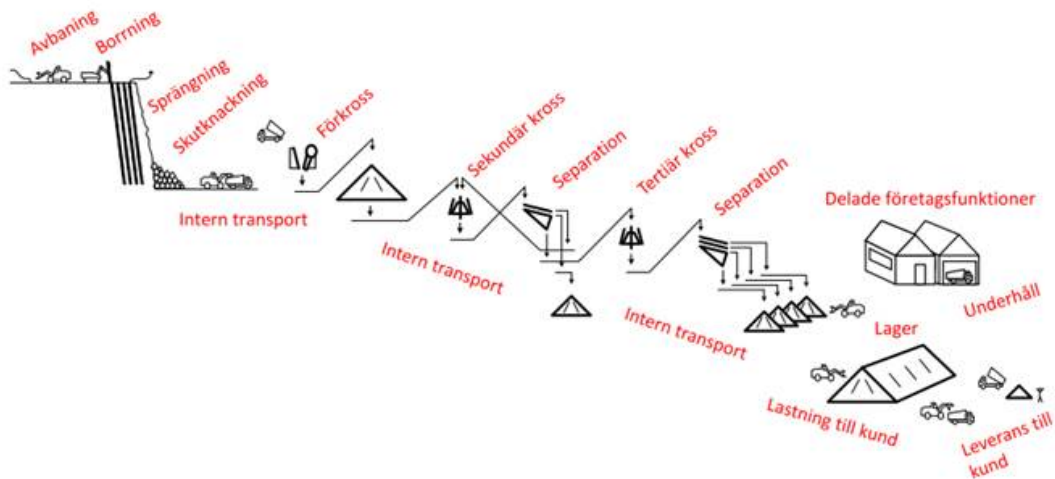 Avbaning
Borrning
Sprängning
Skutknackning
Förkross
Intern transport
Sekundär kross
Separation
Intern transport
Tertiär kross
Separation
Intern transport
Delade företagsfunktioner
Underhåll
Lager
Lastning till kund
Leverans till
kund